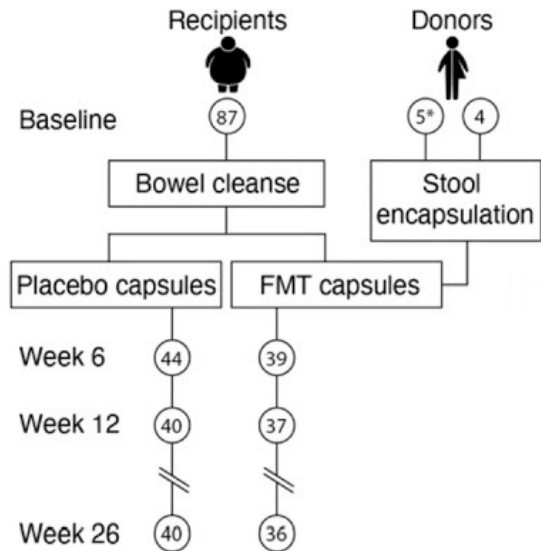 Recipients Donors
Baseline 87 5* 4
Bowel cleanse
Stool
encapsulation
Placebo capsules FMT capsules
Week 6 44 39
Week 12 40 37
Week 26 40 36